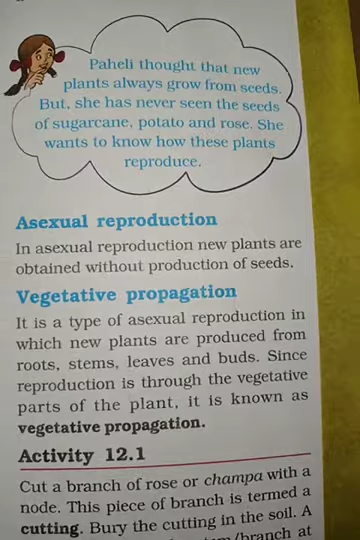 Paheli thought that new
plants always grow from seeds.
But, she has never seen the seeds
of sugarcane, potato and rose. She
wants to know how these plants
reproduce.
Asexual reproduction
In asexual reproduction new plants are
obtained without production of seeds.
Vegetative propagation
It is a type of asexual reproduction in
which new plants are produced from
roots, stems, leaves and buds. Since
reproduction is through the vegetative
parts of the plant, it is known as
vegetative propagation.
Activity 12.1
Cut a branch of rose or champa with a
node. This piece of branch is termed a
cutting. Bury the cutting in the soil. A
/branch at